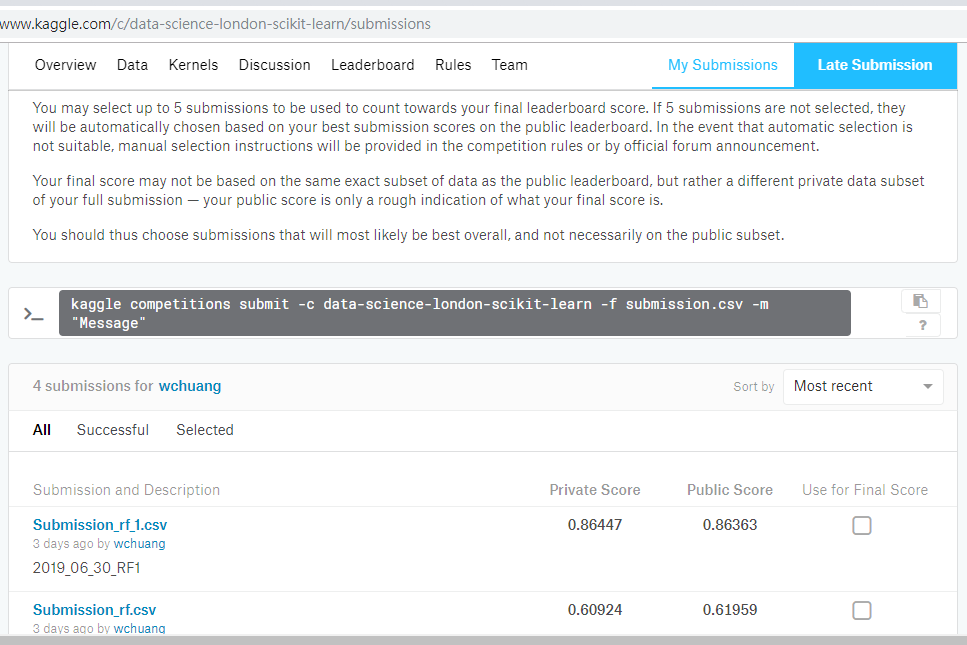 www.kaggle.com/c/data-science-london-scikit-learn/submissions
Overview Data Kernels Discussion Leaderboard Rules Team My Submissions Late Submission
You may select up to 5 submissions to be used to count towards your final leaderboard score. If 5 submissions are not selected, they
will be automatically chosen based on your best submission scores on the public leaderboard. In the event that automatic selection is
not suitable, manual selection instructions will be provided in the competition rules or by official forum announcement.
Your final score may not be based on the same exact subset of data as the public leaderboard, but rather a different private data subset
of your full submission — your public score is only a rough indication of what your final score is.
You should thus choose submissions that will most likely be best overall, and not necessarily on the public subset.
>_ kaggle competitions submit -c data-science-london-scikit-learn -f submission.csv -m
"Message"
?
4 submissions for wchuang Sort by Most recent
All Successful Selected
Submission and Description Private Score Public Score Use for Final Score
Submission_rf_1.csv 0.86447 0.86363
3 days ago by wchuang
2019_06_30_RF1
Submission_rf.csv 0.60924 0.61959
3 days ago by wchuang